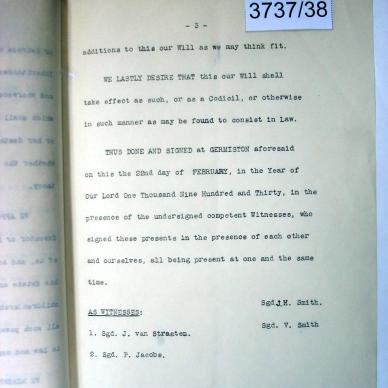 3737/38
- 3 -
additions to this our Will as we may think fit.
WE LASTLY DESIRE THAT this our Will shall
take effect as such, or as a Codicil, or otherwise
in such manner as may be found to consist in Law.
THUS DONE AND SIGNED at GERMISTON aforesaid
on this the 22nd day of FEBRUARY, in the Year of
Our Lord One Thousand Nine Hundred and Thirty, in the
presence of the undersigned competent Witnesses, who
signed these presents in the presence of each other
and ourselves, all being present at one and the same
time.
Sgd.J.H. Smith.
AS WITNESSES:
Sgd. V. Smith
1. Sgd. J. van Straaten.
2. Sgd. P. Jacobs.